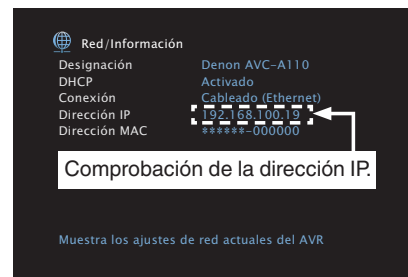 Red/Información
Designación Denon AVC-A110
DHCP Activado
Conexión Cableado (Ethernet)
Dirección IP 192.168.100.19
Dirección MAC ******-000000
Comprobación de la dirección IP.
Muestra los ajustes de red actuales del AVR